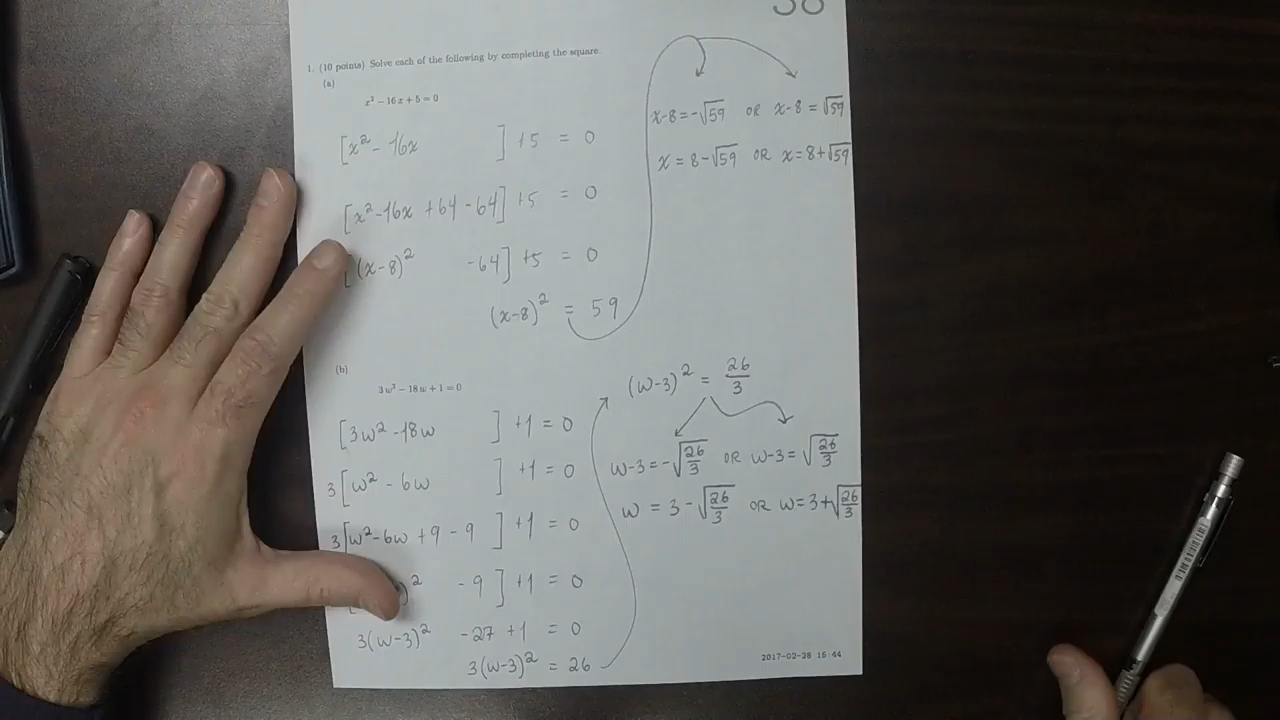 38
1. (10 points) Solve each of the following by completing the square.
(a)
x² − 16x + 5 = 0
[x² - 16x ] +5 = 0
[x² -16x +64 -64] +5 = 0
[(x-8)² -64] +5 = 0
(x-8)² = 59
x-8 = -√59 OR x-8 = √59
x = 8-√59 OR x = 8+√59
(b)
3w² − 18w + 1 = 0
[3w² -18w ] +1 = 0
3[w² - 6w ] +1 = 0
3[w² -6w +9 - 9 ] +1 = 0
)² - 9 ] +1 = 0
3(w-3)² -27 +1 = 0
3(w-3)² = 26
(w-3)² = 26/3
w-3 = -√26/3 OR w-3 = √26/3
w = 3 - √26/3 OR w = 3+√26/3
2017-02-28 15:44